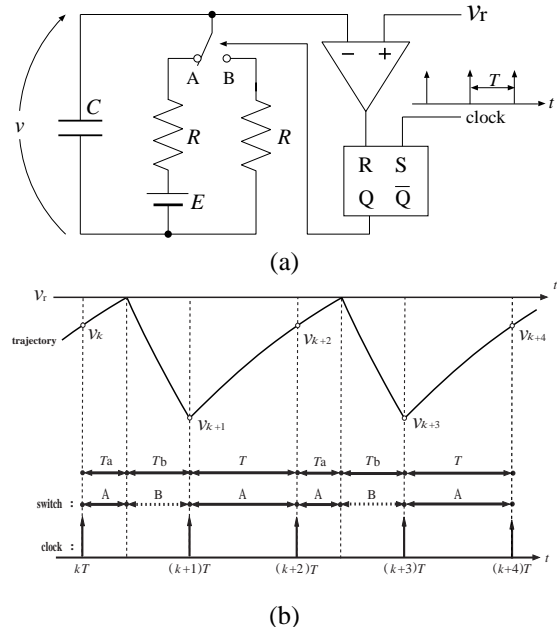 v_r
− +
A B
T
t
C
v
R
R
clock
R S
Q Q̅
E
(a)
v_r
t
trajectory
v_k
v_{k+2}
v_{k+4}
v_{k+1}
v_{k+3}
Ta Tb T Ta Tb T
switch : A B A A B A
clock :
t
kT (k+1)T (k+2)T (k+3)T (k+4)T
(b)